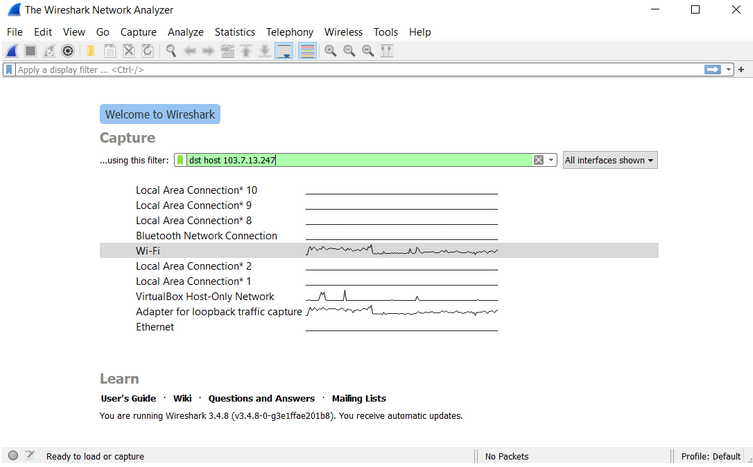 The Wireshark Network Analyzer
File Edit View Go Capture Analyze Statistics Telephony Wireless Tools Help
Apply a display filter ... <Ctrl-/>
Welcome to Wireshark
Capture
...using this filter: dst host 103.7.13.247 All interfaces shown
Local Area Connection* 10
Local Area Connection* 9
Local Area Connection* 8
Bluetooth Network Connection
Wi-Fi
Local Area Connection* 2
Local Area Connection* 1
VirtualBox Host-Only Network
Adapter for loopback traffic capture
Ethernet
Learn
User's Guide · Wiki · Questions and Answers · Mailing Lists
You are running Wireshark 3.4.8 (v3.4.8-0-g3e1ffae201b8). You receive automatic updates.
Ready to load or capture No Packets Profile: Default